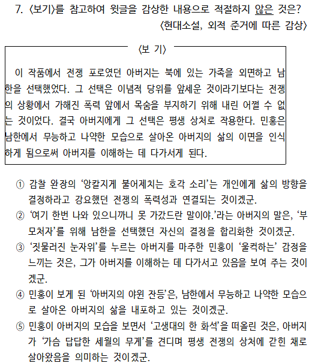 7. <보기>를 참고하여 윗글을 감상한 내용으로 적절하지 않은 것은?
<현대소설, 외적 준거에 따른 감상>
<보 기>
이 작품에서 전쟁 포로였던 아버지는 북에 있는 가족을 외면하고 남
한을 선택했었다. 그 선택은 이념적 당위를 앞세운 것이라기보다는 전쟁
의 상황에서 가해진 폭력 앞에서 목숨을 부지하기 위해 내린 어쩔 수 없
는 것이었다. 결국 아버지에게 그 선택은 평생 상처로 작용한다. 민홍은
남한에서 무능하고 나약한 모습으로 살아온 아버지의 삶의 이면을 인식
하게 됨으로써 아버지를 이해하는 데 다가서게 된다.
① 감찰 완장의 '앙칼지게 불어제치는 호각 소리'는 개인에게 삶의 방향을
결정하라고 강요했던 전쟁의 폭력성과 연결되는 것이겠군.
② '여기 한번 나와 있으니까니 못 가갔드란 말이야.'라는 아버지의 말은, '부
모처자'를 위해 남한을 선택했던 자신의 결정을 합리화한 것이겠군.
③ '짓물러진 눈자위'를 누르는 아버지를 마주한 민홍이 '울컥하는' 감정을
느끼는 것은, 그가 아버지를 이해하는 데 다가서고 있음을 보여 주는 것이
겠군.
④ 민홍이 보게 된 '아버지의 야윈 잔등'은, 남한에서 무능하고 나약한 모습으
로 살아온 아버지의 삶을 내포하고 있는 것이겠군.
⑤ 민홍이 아버지의 모습을 보면서 '고생대의 한 화석'을 떠올린 것은, 아버지
가 '가슴 답답한 세월의 무게'를 견디며 평생 전쟁의 상처에 갇힌 채로
살아왔음을 의미하는 것이겠군.